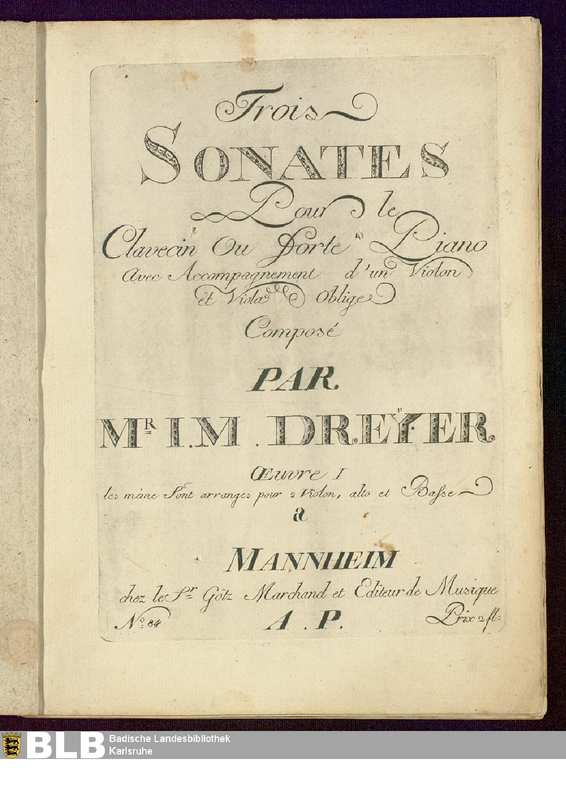 Trois
SONATES
Pour le
Clavecin Ou Forte Piano
Avec Accompagnement d'un Violon
et Viola Oblige
Composé
PAR
Mr. I. M. DREŸER
Œuvre I
les même Sont arrangés pour 2 Violon, alto et Basse
a
MANNHEIM
chez le Sr. Götz Marchand et Editeur de Musique
No. 84 A. P. Prix 2 fl:
BLB Badische Landesbibliothek
Karlsruhe